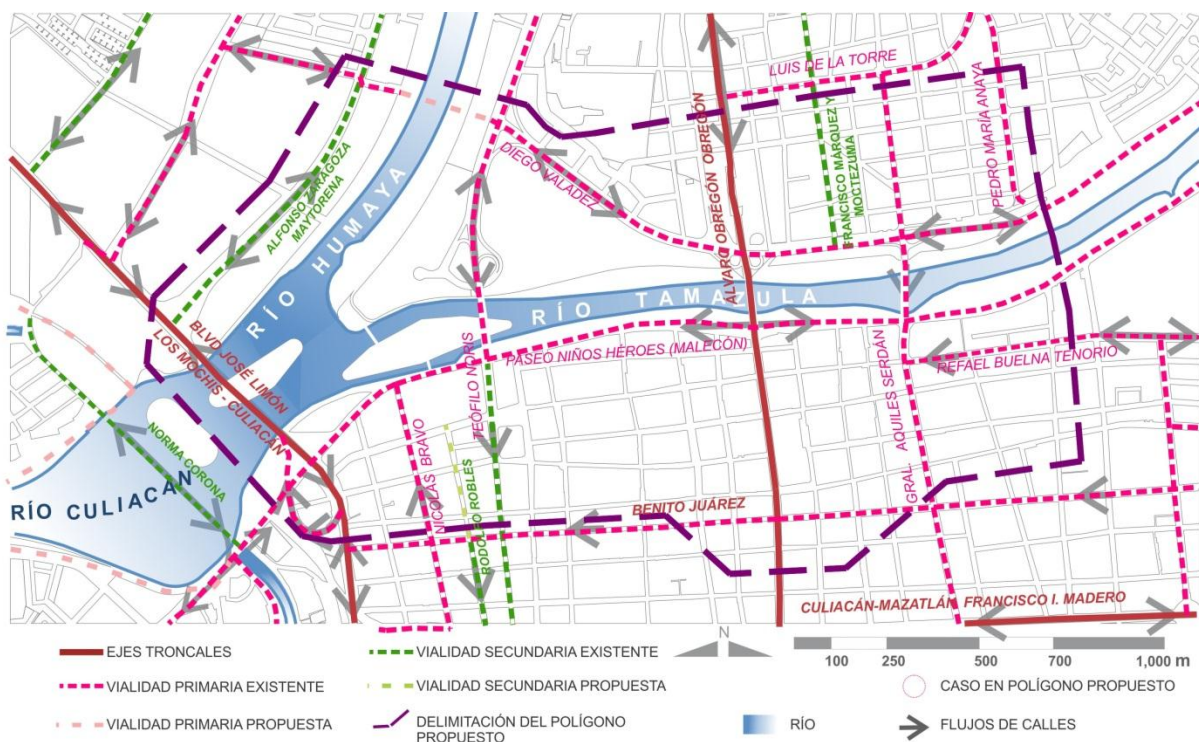 LUIS DE LA TORRE
PEDRO MARÍA ANAYA
ALVARO OBREGÓN OBREGÓN
FRANCISCO MÁRQUEZ Y
MOCTEZUMA
DIEGO VALADEZ
ALFONSO ZARAGOZA
MAYTORENA
RÍO HUMAYA
RÍO TAMAZULA
BLVD JOSÉ LIMÓN
LOS MOCHIS - CULIACÁN
PASEO NIÑOS HÉROES (MALECÓN)
TEÓFILO NORIS
REFAEL BUELNA TENORIO
GRAL. AQUILES SERDÁN
NORMA CORONA
RÍO CULIACÁN
NICOLÁS BRAVO
RODOLFO ROBLES
BENITO JUÁREZ
CULIACÁN-MAZATLÁN FRANCISCO I. MADERO
N
100 250 500 700 1,000 m
EJES TRONCALES
VIALIDAD SECUNDARIA EXISTENTE
VIALIDAD PRIMARIA EXISTENTE
VIALIDAD SECUNDARIA PROPUESTA
CASO EN POLÍGONO PROPUESTO
VIALIDAD PRIMARIA PROPUESTA
DELIMITACIÓN DEL POLÍGONO
PROPUESTO
RÍO
FLUJOS DE CALLES